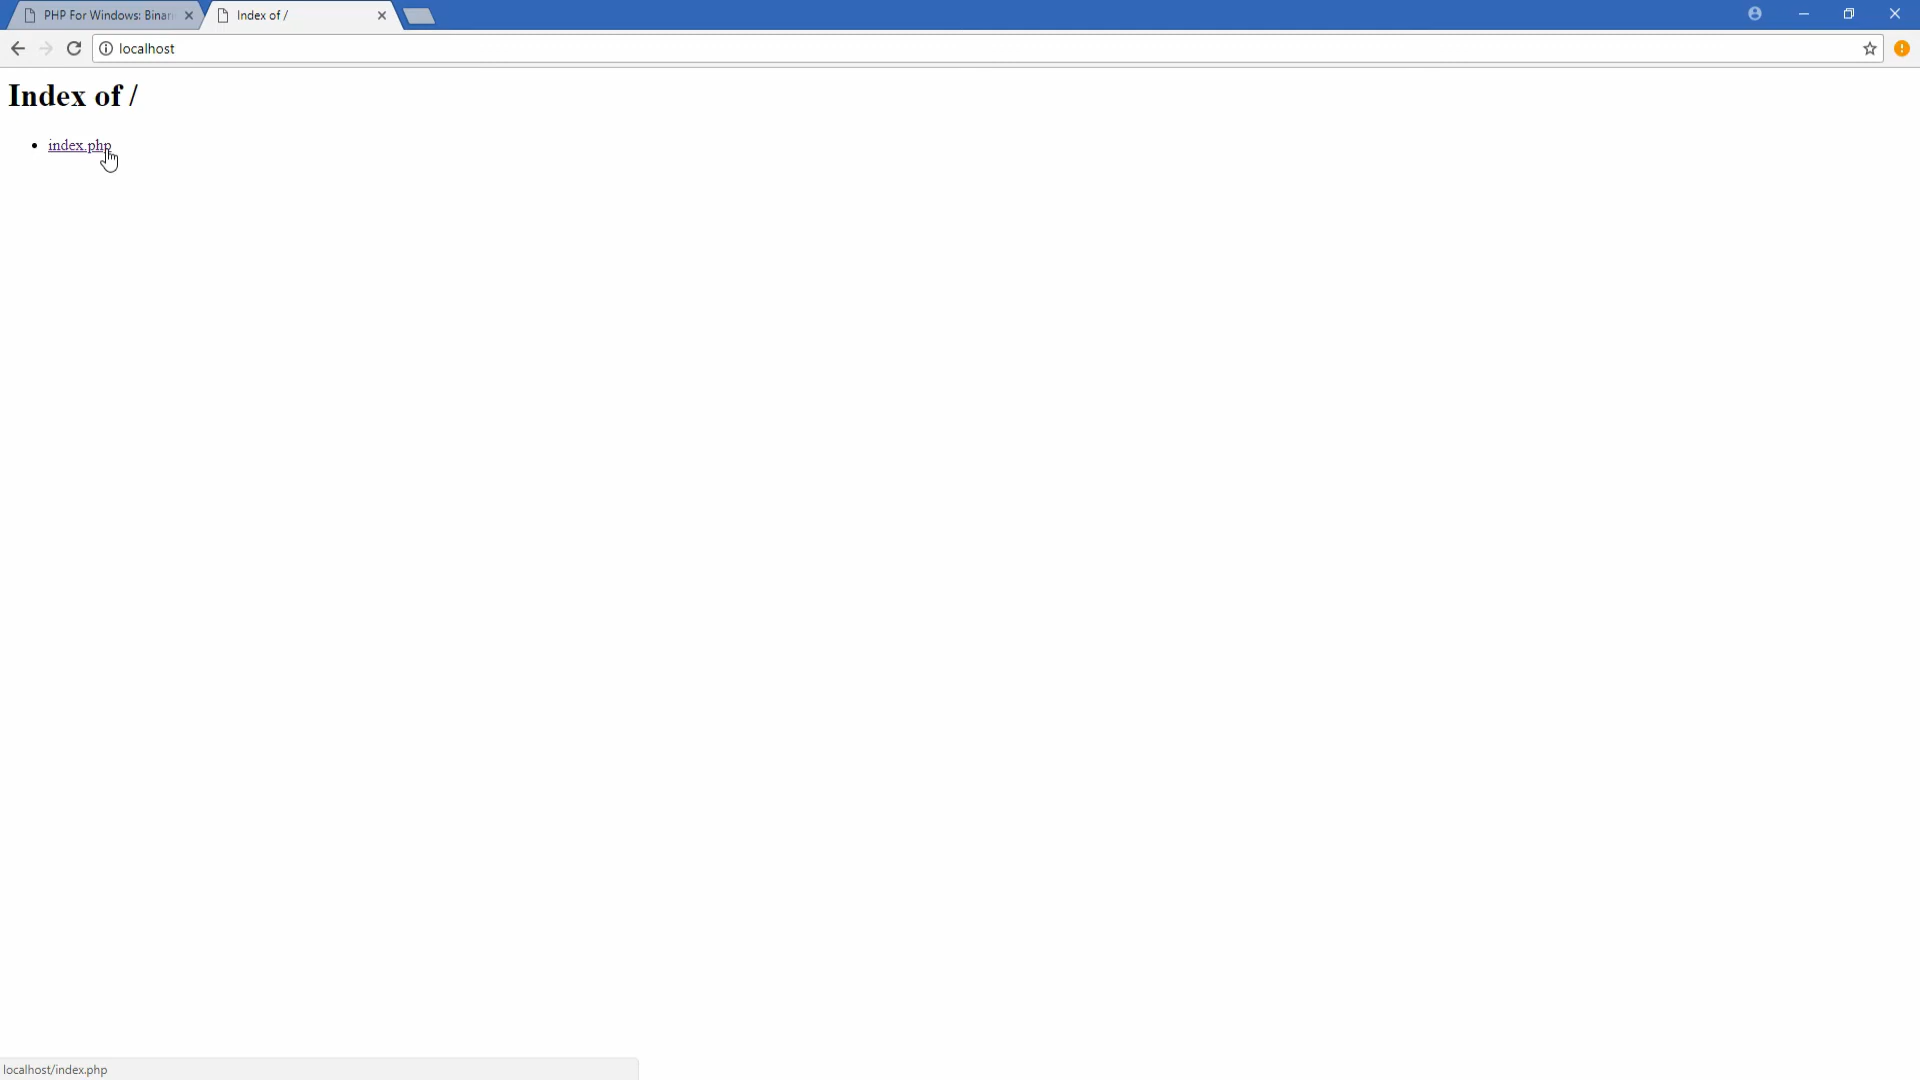 PHP For Windows: Binar
Index of /
localhost
Index of /
index.php
localhost/index.php